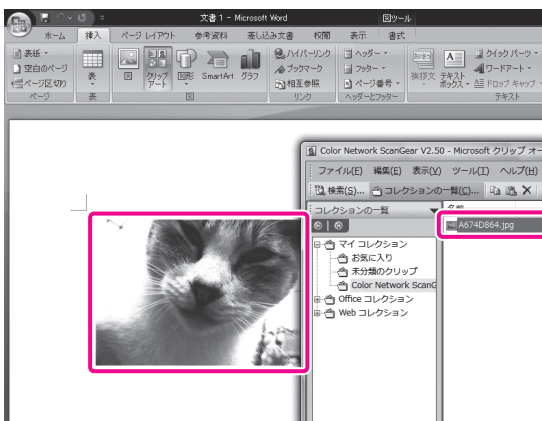 文書 1 - Microsoft Word
図ツール
ホーム 挿入 ページ レイアウト 参考資料 差し込み文書 校閲 表示 書式
表紙
空白のページ
ページ区切り
ページ
表
表
図
クリップ
アート
図形
SmartArt
グラフ
図
ハイパーリンク
ブックマーク
相互参照
リンク
ヘッダー
フッター
ページ番号
ヘッダーとフッター
挨拶文
テキスト
ボックス
クイック パーツ
ワードアート
ドロップ キャップ
テキスト
Color Network ScanGear V2.50 - Microsoft クリップ オー
ファイル(F) 編集(E) 表示(V) ツール(T) ヘルプ(H)
検索(S)... コレクションの一覧(C)...
コレクションの一覧
A674D864.jpg
マイ コレクション
お気に入り
未分類のクリップ
Color Network ScanG
Office コレクション
Web コレクション